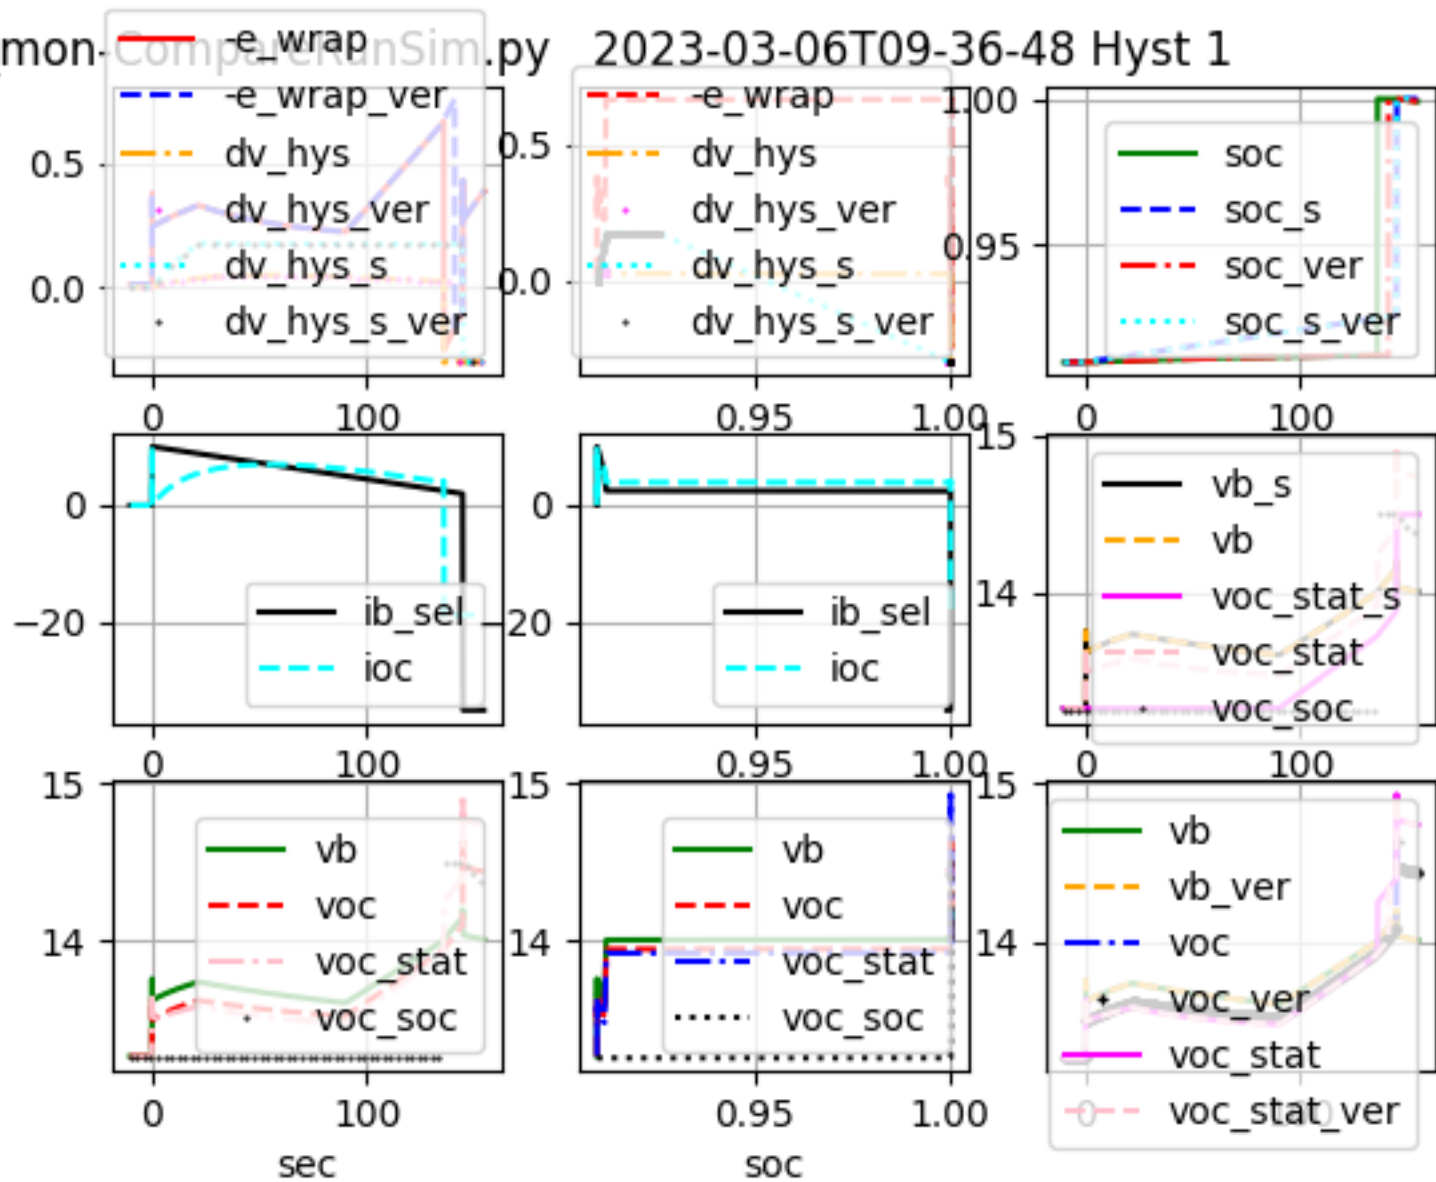 mon-CompareRunSim.py   2023-03-06T09-36-48 Hyst 1
-e_wrap
-e_wrap_ver
dv_hys
dv_hys_ver
dv_hys_s
dv_hys_s_ver
0.5
0.0
0
100
-e_wrap
dv_hys
dv_hys_ver
dv_hys_s
dv_hys_s_ver
0.5
0.0
0.95
1.00
soc
soc_s
soc_ver
soc_s_ver
1.00
0.95
0
100
ib_sel
ioc
0
−20
0
100
ib_sel
ioc
0
−20
0.95
1.00
vb_s
vb
voc_stat_s
voc_stat
voc_soc
15
14
0
100
vb
voc
voc_stat
voc_soc
15
14
0
100
sec
vb
voc
voc_stat
voc_soc
15
14
0.95
1.00
soc
vb
vb_ver
voc
voc_ver
voc_stat
voc_stat_ver
15
14
0
100